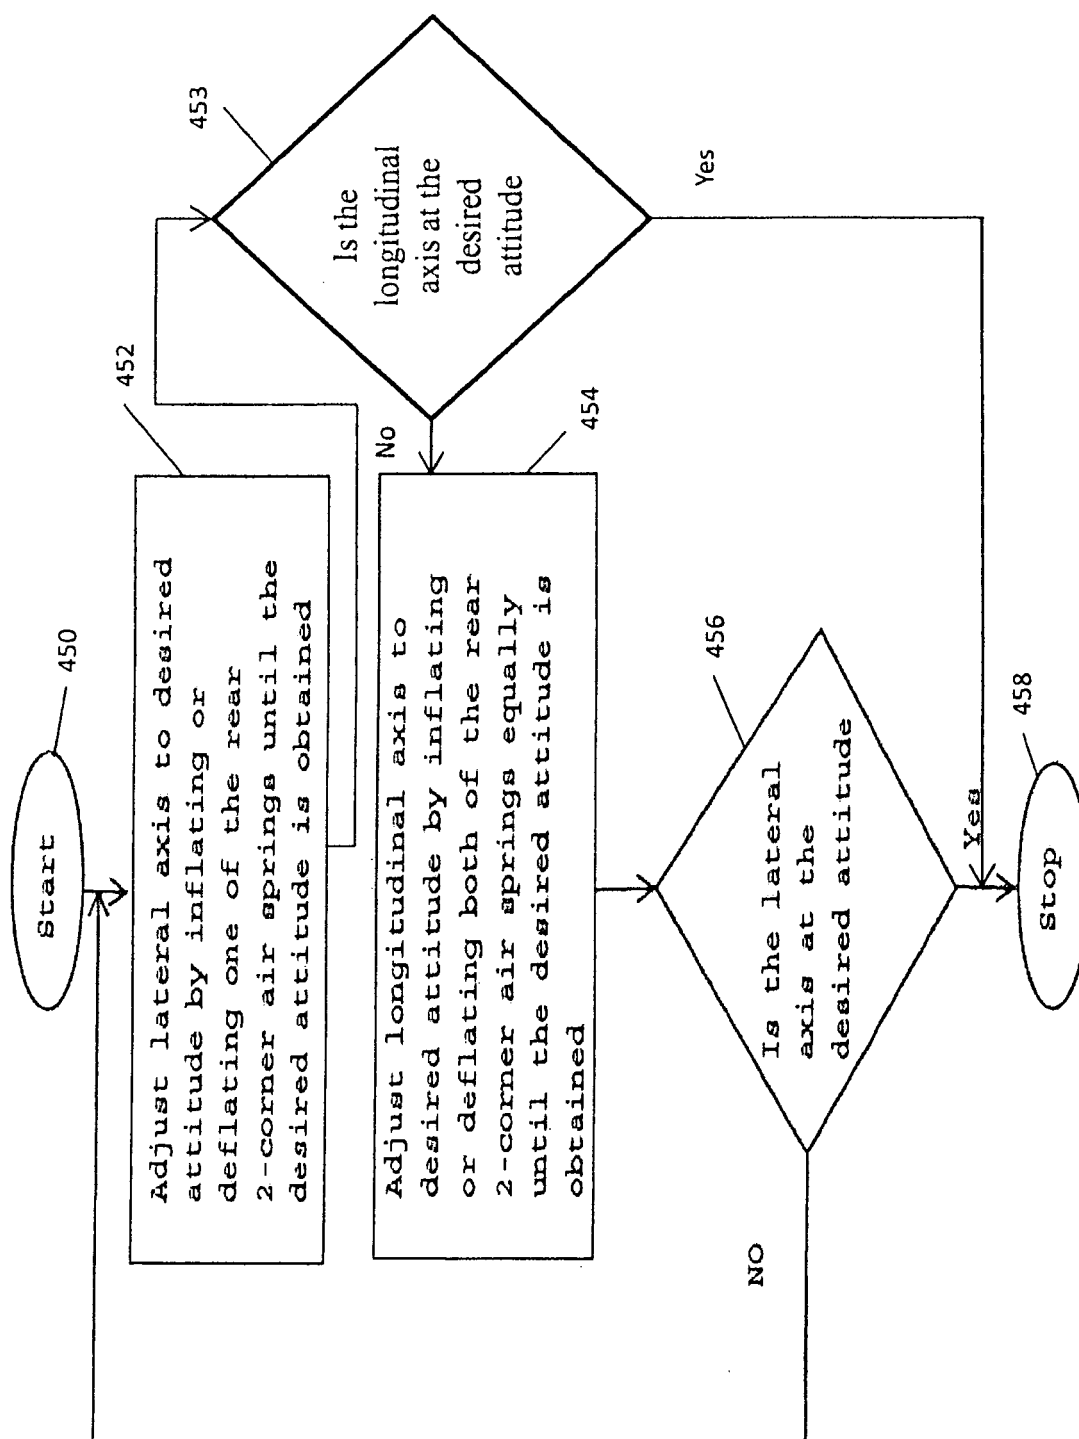 Start
450
Adjust lateral axis to desired
attitude by inflating or
deflating one of the rear
2-corner air springs until the
desired attitude is obtained
452
453
Is the
longitudinal
axis at the
desired
attitude
No
Yes
Adjust longitudinal axis to
desired attitude by inflating
or deflating both of the rear
2-corner air springs equally
until the desired attitude is
obtained
454
456
Is the lateral
axis at the
desired attitude
NO
Yes
Stop
458